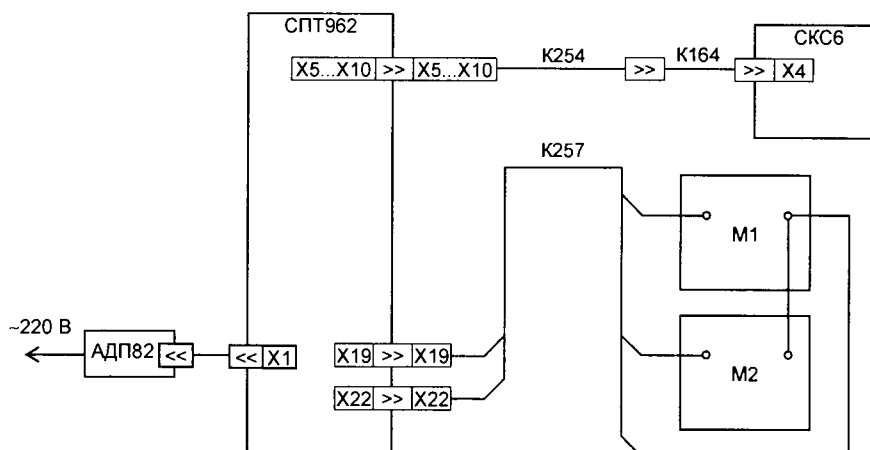 СПТ962
СКС6
X5...X10 >> X5...X10
К254
>>
К164
>> X4
К257
М1
~220 В
АДП82 <<
<< X1
X19 >> X19
X22 >> X22
М2